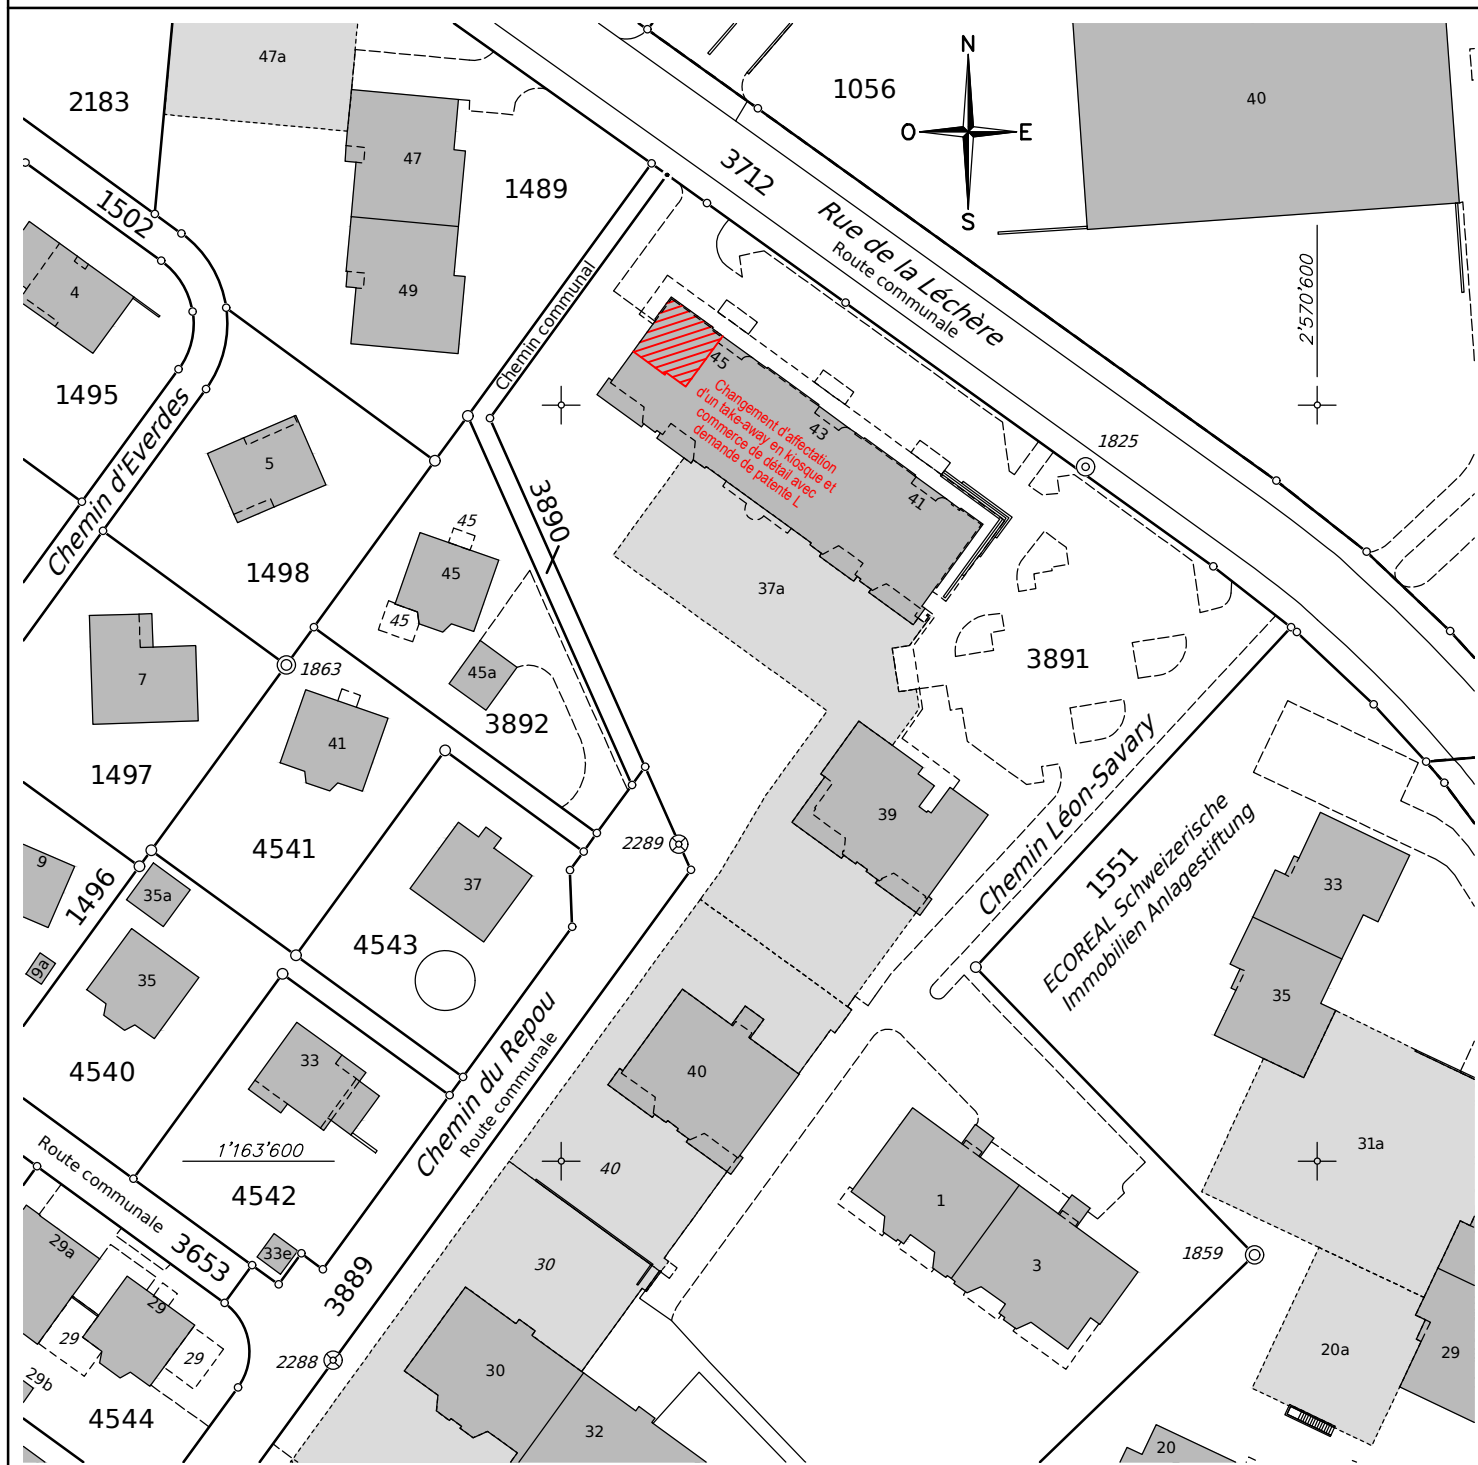 47a
2183
1056
N
O
E
S
40
47
1489
3712
Rue de la Léchère
Route communale
1502
4
49
Chemin communal
2'570'600
1495
Chemin d'Everdes
45
43
41
Changement d'affectation
d'un take-away en kiosque et
commerce de détail avec
demande de patente L
1825
5
3890
45
45
45
1498
37a
3891
7
1863
45a
3892
41
1497
39
Chemin Léon-Savary
4541
2289
1551
ECOREAL Schweizerische
Immobilien Anlagestiftung
9
1496
35a
37
33
4543
9a
35
35
Chemin du Repou
Route communale
4540
33
40
1'163'600
40
31a
Route communale
4542
1
3653
33e
29a
3889
30
3
1859
29
29
29
2288
30
20a
29
29b
4544
32
20